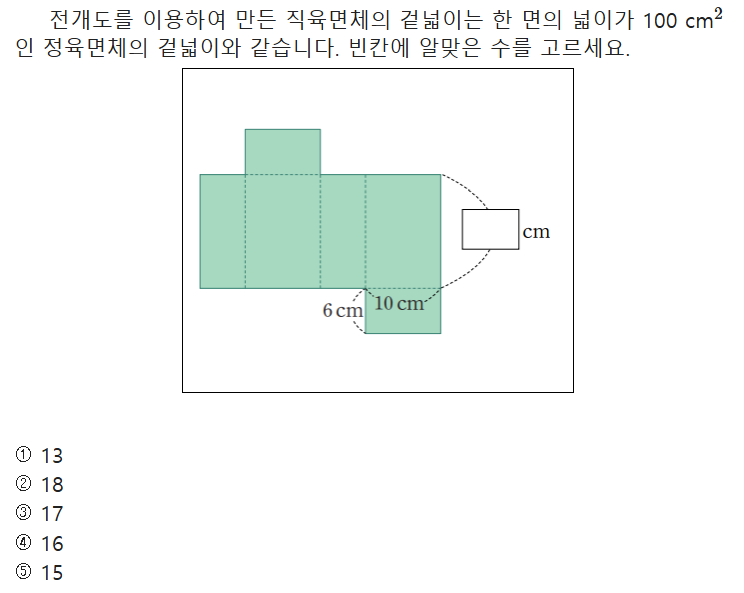 전개도를 이용하여 만든 직육면체의 겉넓이는 한 면의 넓이가 100 cm²
인 정육면체의 겉넓이와 같습니다. 빈칸에 알맞은 수를 고르세요.
cm
10 cm
6 cm
① 13
② 18
③ 17
④ 16
⑤ 15